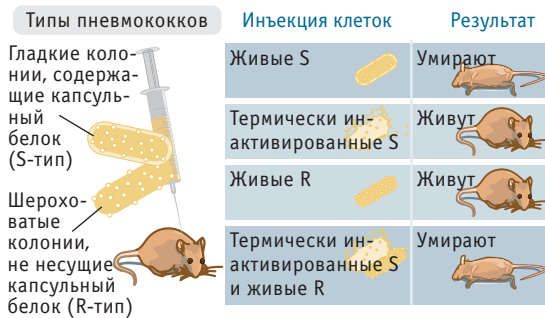 Типы пневмококков
Гладкие коло-
нии, содержа-
щие капсуль-
ный
белок
(S-тип)
Шерохо-
ватые
колонии,
не несущие
капсульный
белок (R-тип)
Инъекция клеток
Результат
Живые S
Умирают
Термически ин-
активированные S
Живут
Живые R
Живут
Термически ин-
активированные S
и живые R
Умирают